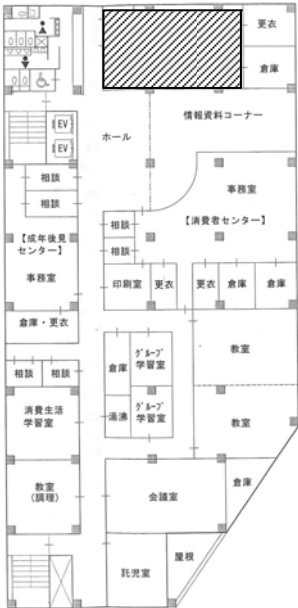 更衣
倉庫
EV
EV
ホール
情報資料コーナー
相談
相談
事務室
【消費者センター】
相談
相談
【成年後見
センター】
事務室
印刷室
更衣
更衣
倉庫
倉庫
倉庫・更衣
教室
相談
相談
倉庫
グループ
学習室
湯沸
グループ
学習室
消費生活
学習室
教室
教室
(調理)
会議室
倉庫
託児室
屋根